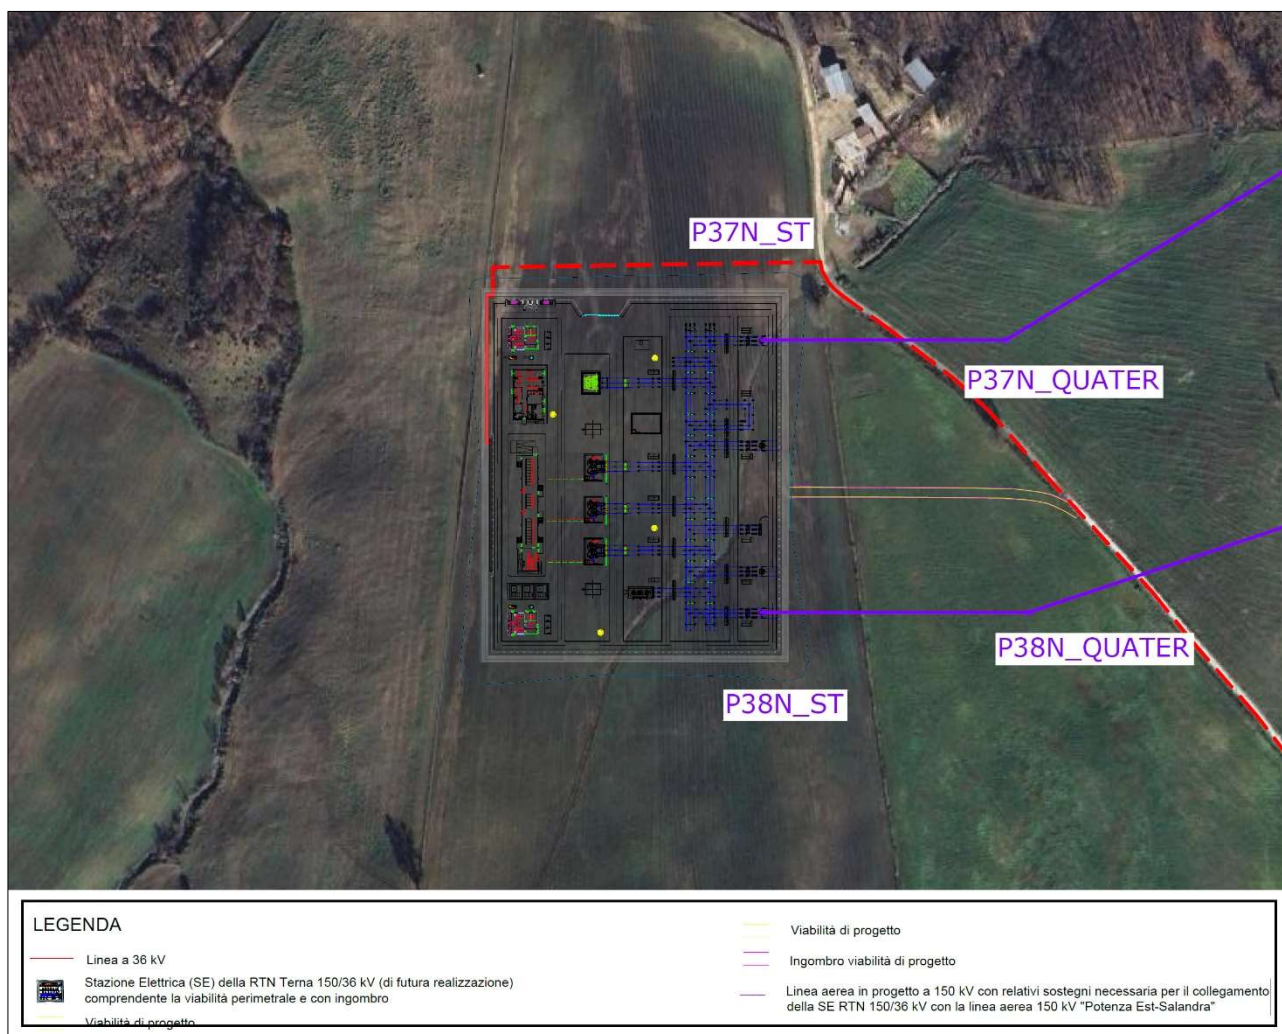 P37N_ST
P37N_QUATER
P38N_QUATER
P38N_ST
LEGENDA
Linea a 36 kV
Stazione Elettrica (SE) della RTN Terna 150/36 kV (di futura realizzazione)
comprendente la viabilità perimetrale e con ingombro
Viabilità di progetto
Viabilità di progetto
Ingombro viabilità di progetto
Linea aerea in progetto a 150 kV con relativi sostegni necessaria per il collegamento
della SE RTN 150/36 kV con la linea aerea 150 kV "Potenza Est-Salandra"